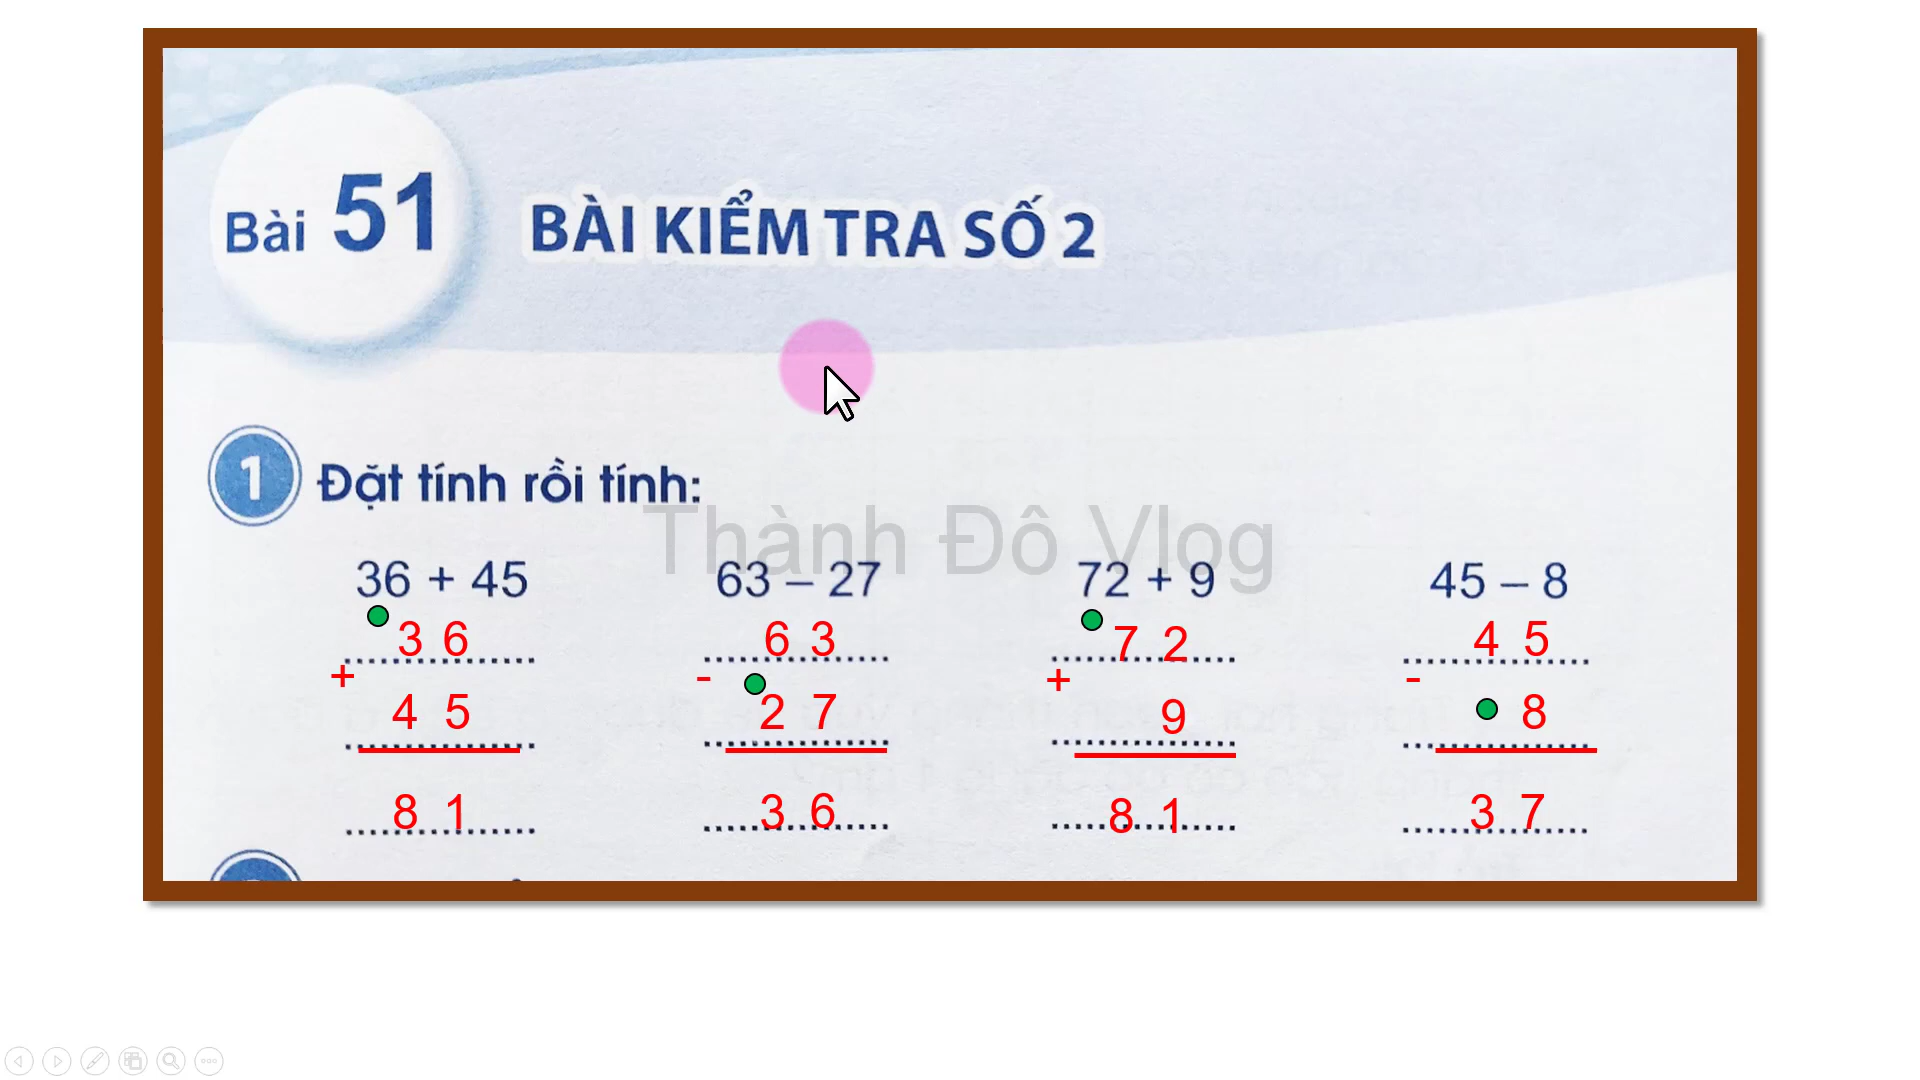 Bài 51 BÀI KIỂM TRA SỐ 2
1 Đặt tính rồi tính:
Thành Đô Vlog
36 + 45 63 – 27 72 + 9 45 – 8
3 6 6 3 7 2 4 5
+ - + -
4 5 2 7 9 8
8 1 3 6 8 1 3 7